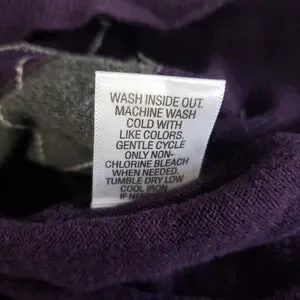 WASH INSIDE OUT.
MACHINE WASH
COLD WITH
LIKE COLORS.
GENTLE CYCLE
ONLY NON-
CHLORINE BLEACH
WHEN NEEDED.
TUMBLE DRY LOW
COOL IRON
IF